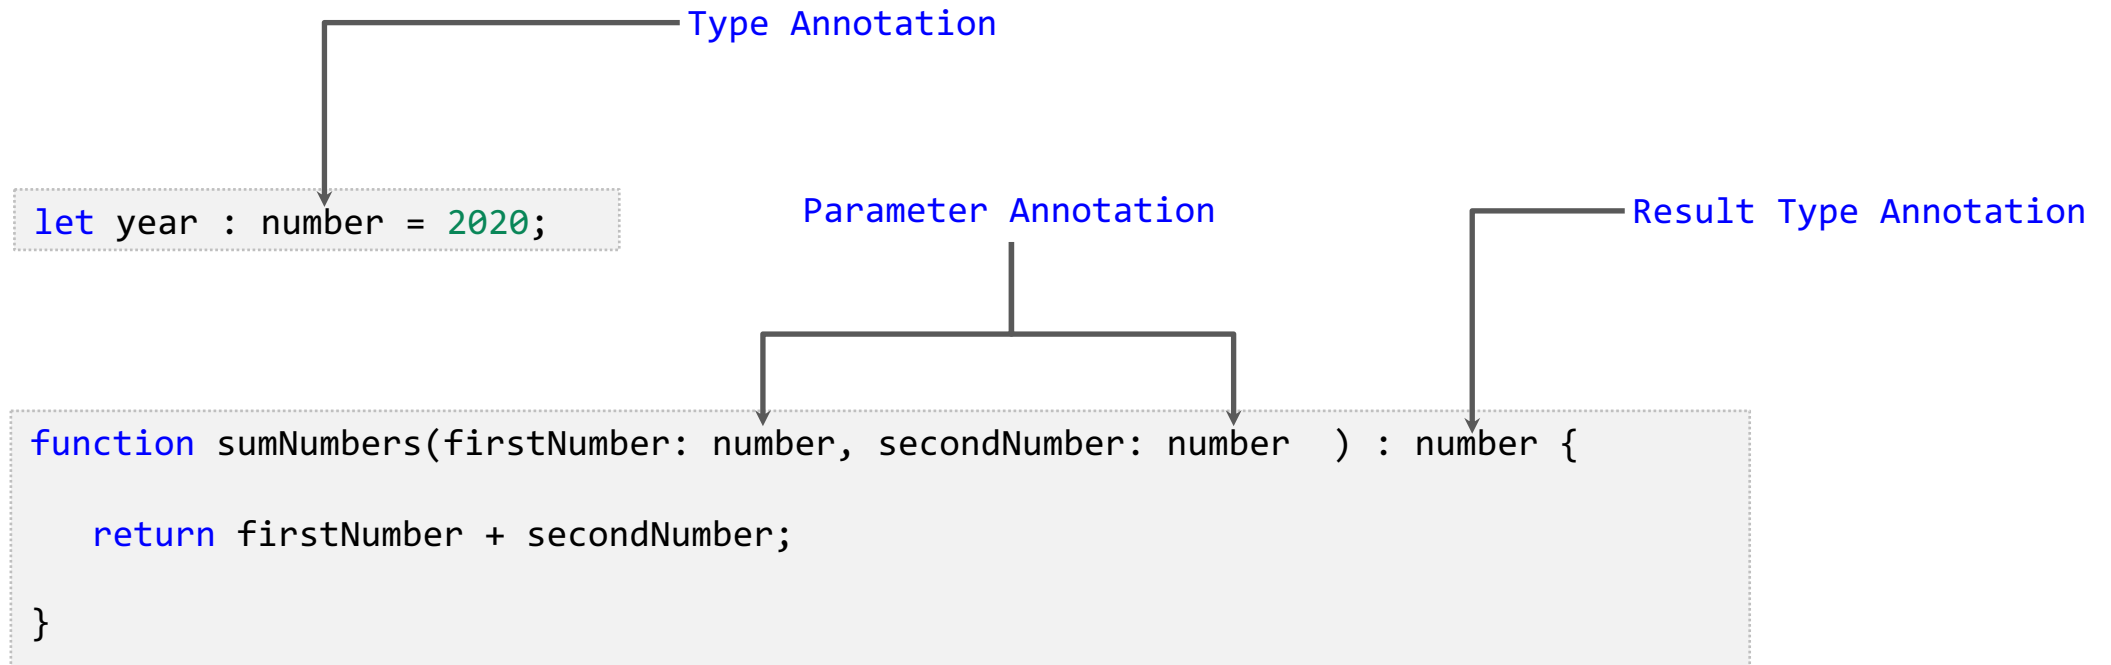 Type Annotation
let year : number = 2020;
Parameter Annotation
Result Type Annotation
function sumNumbers(firstNumber: number, secondNumber: number  ) : number {
return firstNumber + secondNumber;
}